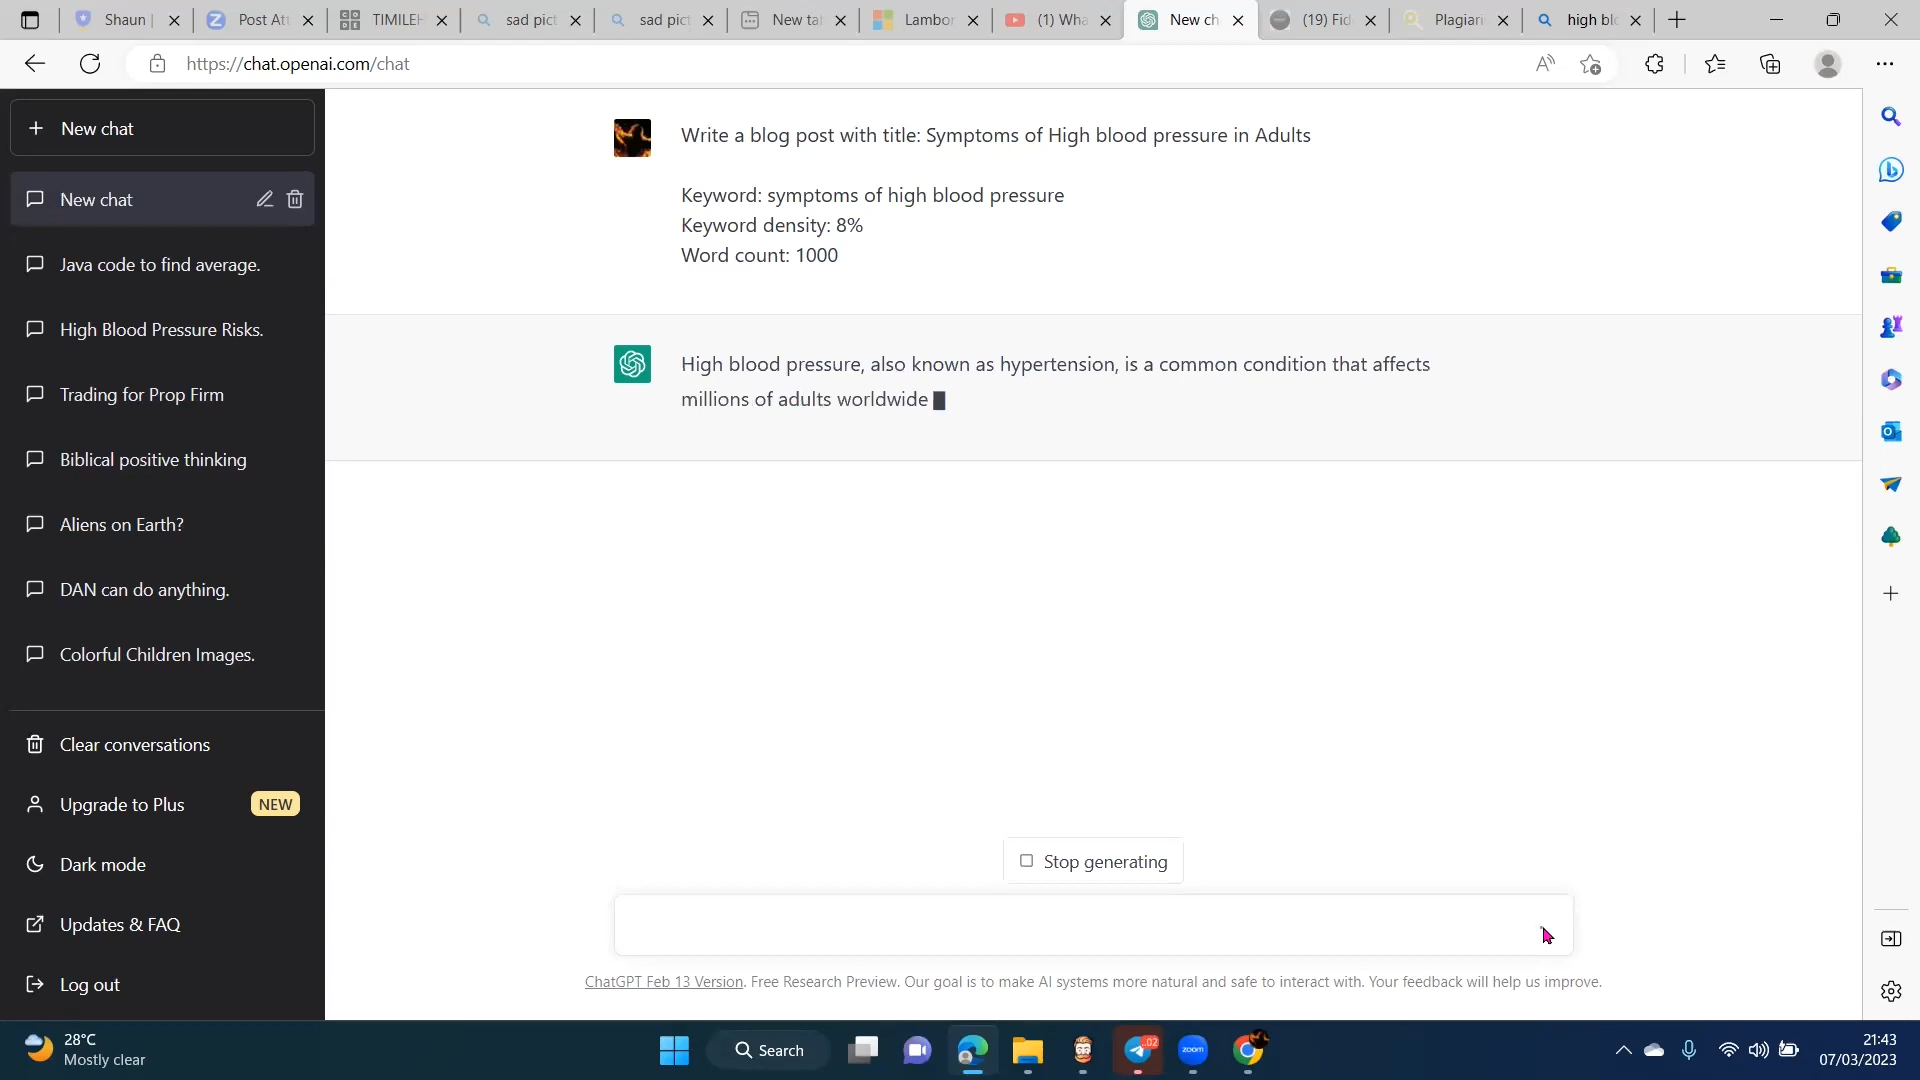 Shaun |
Post Att
TIMILEH
sad pict
sad pict
New tal
Lambor
(1) Wha
New ch
(19) Fid
Plagiari
high blo
https://chat.openai.com/chat
New chat
New chat
Java code to find average.
High Blood Pressure Risks.
Trading for Prop Firm
Biblical positive thinking
Aliens on Earth?
DAN can do anything.
Colorful Children Images.
Clear conversations
Upgrade to Plus NEW
Dark mode
Updates & FAQ
Log out
Write a blog post with title: Symptoms of High blood pressure in Adults
Keyword: symptoms of high blood pressure
Keyword density: 8%
Word count: 1000
High blood pressure, also known as hypertension, is a common condition that affects
millions of adults worldwide
Stop generating
ChatGPT Feb 13 Version. Free Research Preview. Our goal is to make AI systems more natural and safe to interact with. Your feedback will help us improve.
28°C
Mostly clear
Search
zoom
21:43
07/03/2023